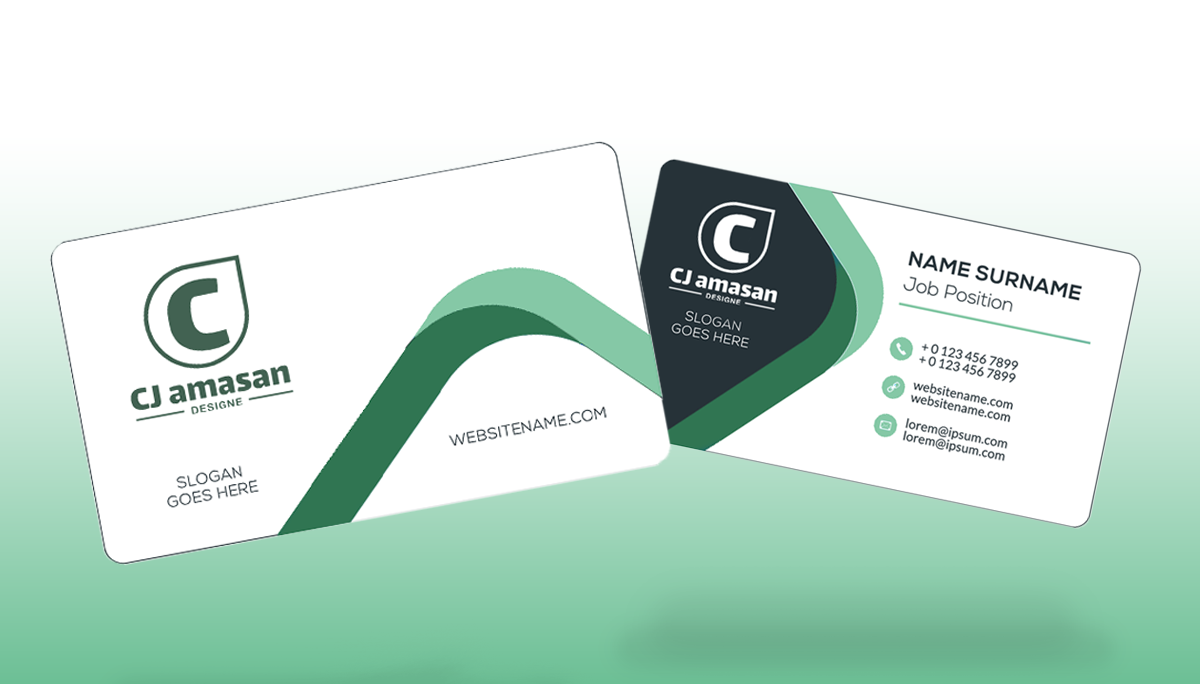 C
CJ amasan
DESIGNE
SLOGAN
GOES HERE
WEBSITENAME.COM
C
CJ amasan
DESIGNE
SLOGAN
GOES HERE
NAME SURNAME
Job Position
+ 0 123 456 7899
+ 0 123 456 7899
websitename.com
websitename.com
lorem@ipsum.com
lorem@ipsum.com